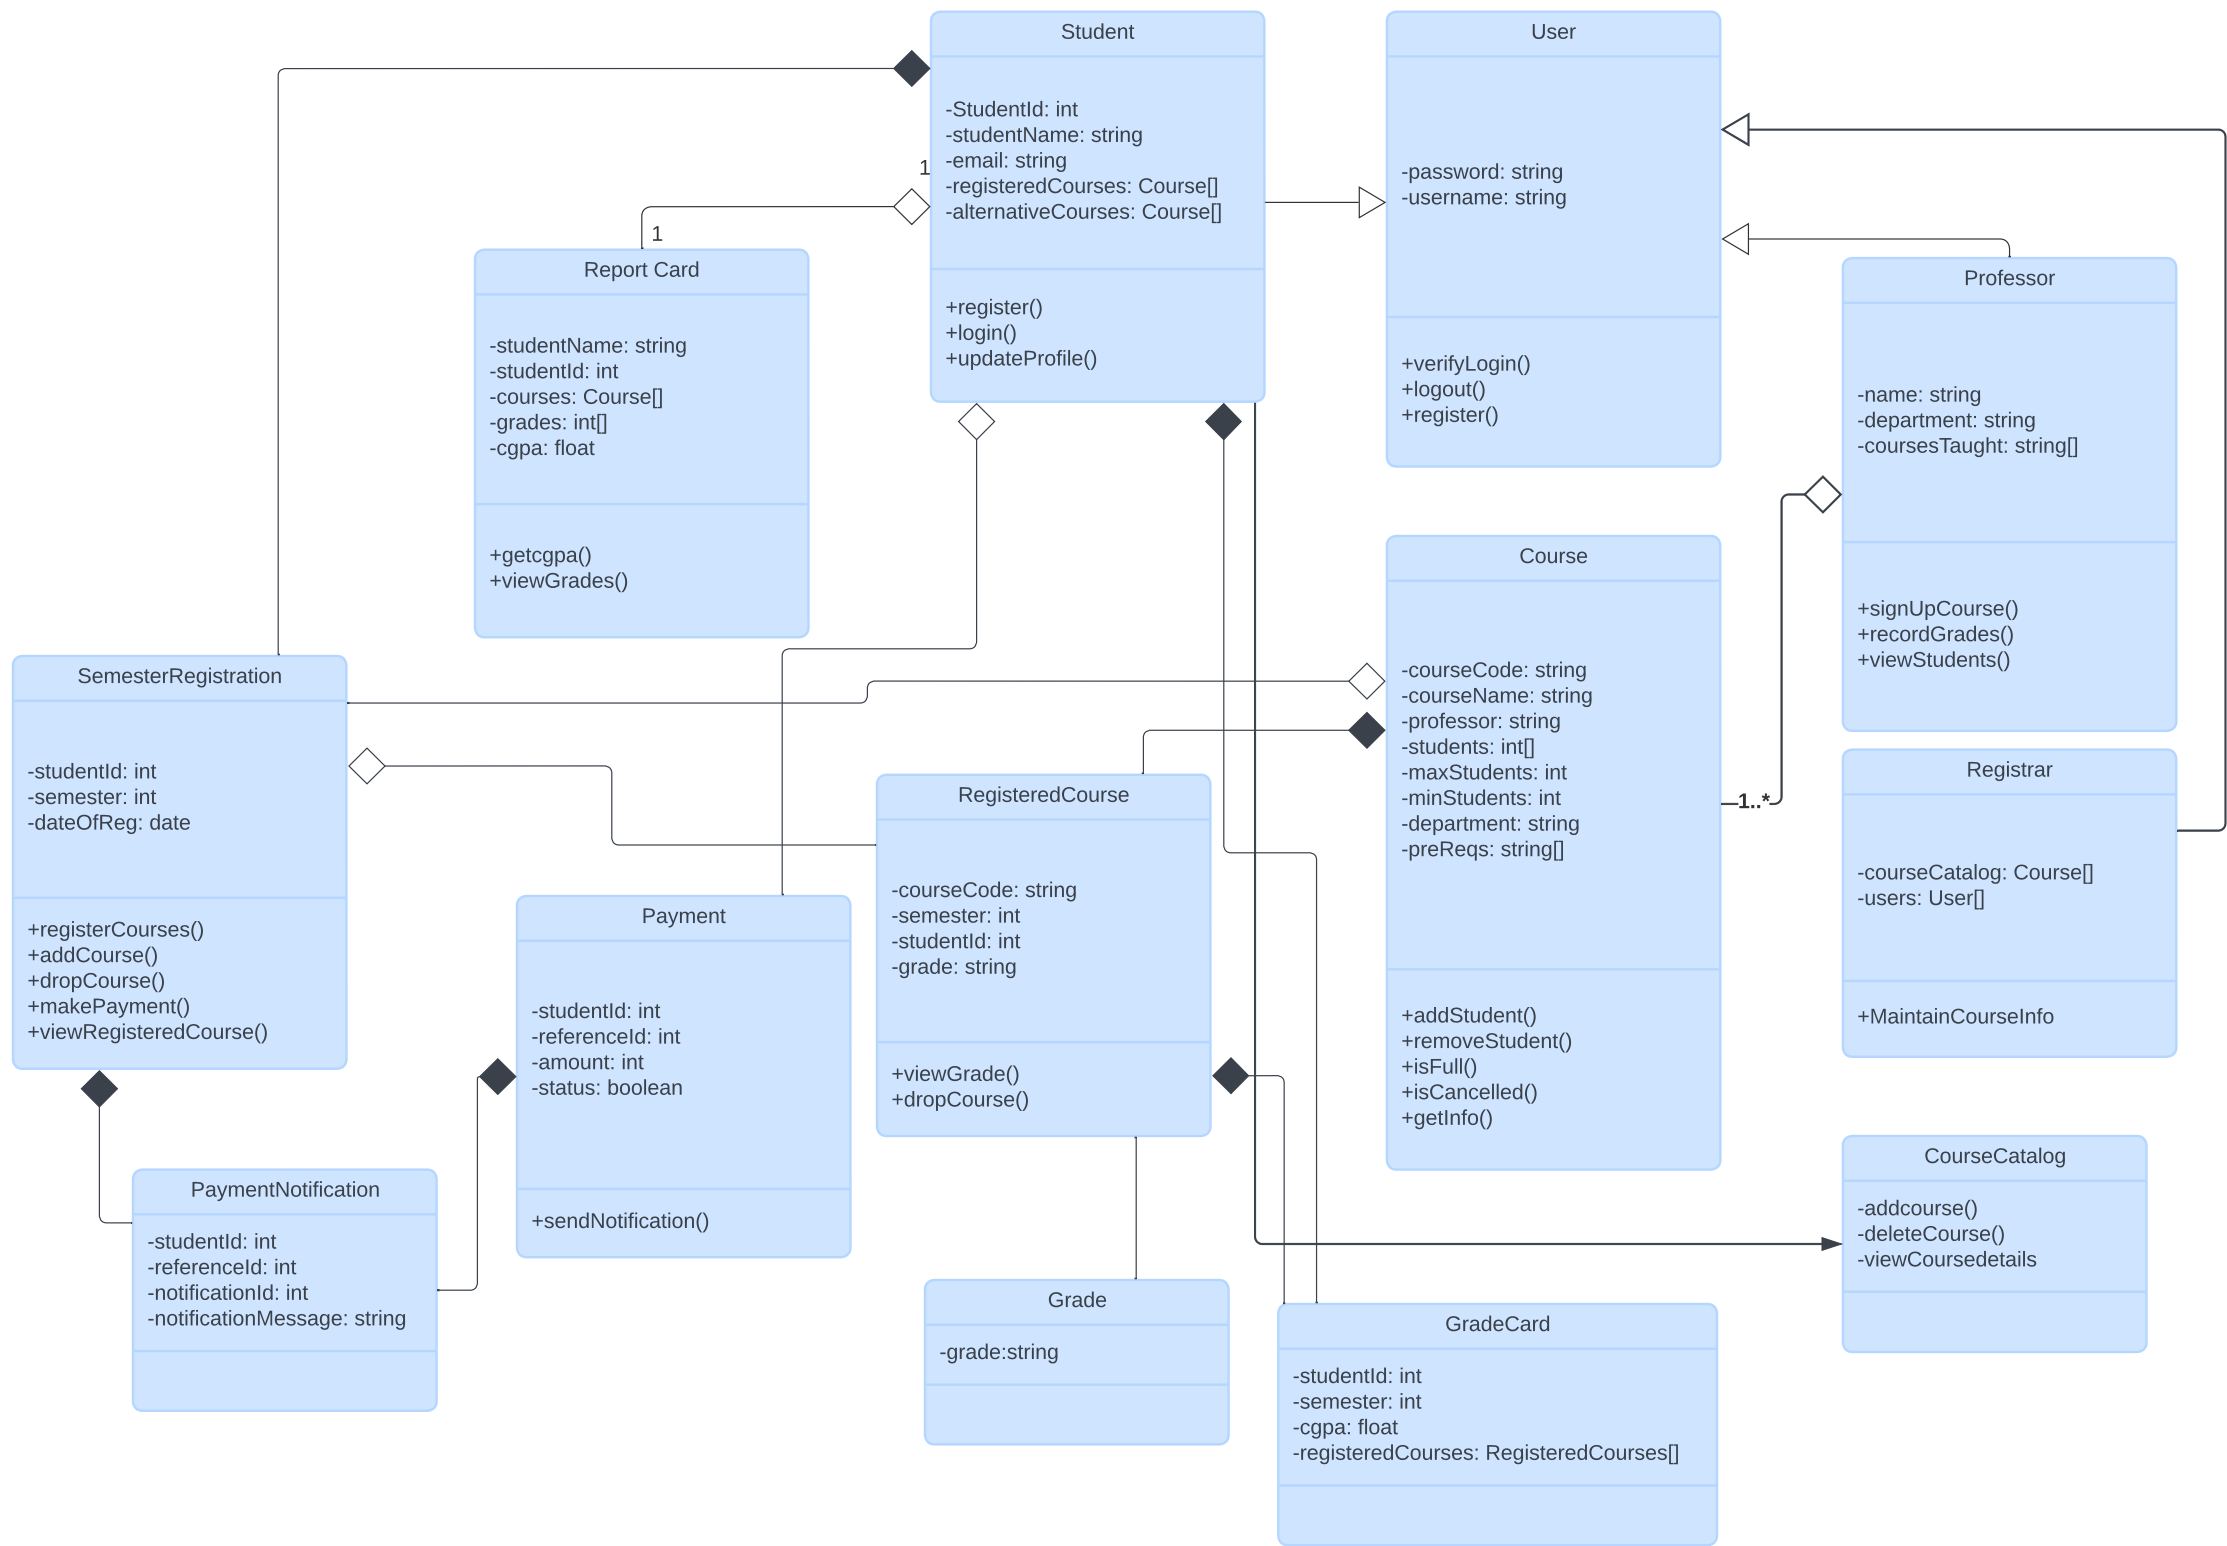 Student
-StudentId: int
-studentName: string
-email: string
-registeredCourses: Course[]
-alternativeCourses: Course[]
+register()
+login()
+updateProfile()
User
-password: string
-username: string
+verifyLogin()
+logout()
+register()
1
1
Report Card
-studentName: string
-studentId: int
-courses: Course[]
-grades: int[]
-cgpa: float
+getcgpa()
+viewGrades()
Professor
-name: string
-department: string
-coursesTaught: string[]
+signUpCourse()
+recordGrades()
+viewStudents()
Course
-courseCode: string
-courseName: string
-professor: string
-students: int[]
-maxStudents: int
-minStudents: int
-department: string
-preReqs: string[]
+addStudent()
+removeStudent()
+isFull()
+isCancelled()
+getInfo()
1..*
SemesterRegistration
-studentId: int
-semester: int
-dateOfReg: date
+registerCourses()
+addCourse()
+dropCourse()
+makePayment()
+viewRegisteredCourse()
RegisteredCourse
-courseCode: string
-semester: int
-studentId: int
-grade: string
+viewGrade()
+dropCourse()
Registrar
-courseCatalog: Course[]
-users: User[]
+MaintainCourseInfo
Payment
-studentId: int
-referenceId: int
-amount: int
-status: boolean
+sendNotification()
PaymentNotification
-studentId: int
-referenceId: int
-notificationId: int
-notificationMessage: string
CourseCatalog
-addcourse()
-deleteCourse()
-viewCoursedetails
Grade
-grade:string
GradeCard
-studentId: int
-semester: int
-cgpa: float
-registeredCourses: RegisteredCourses[]